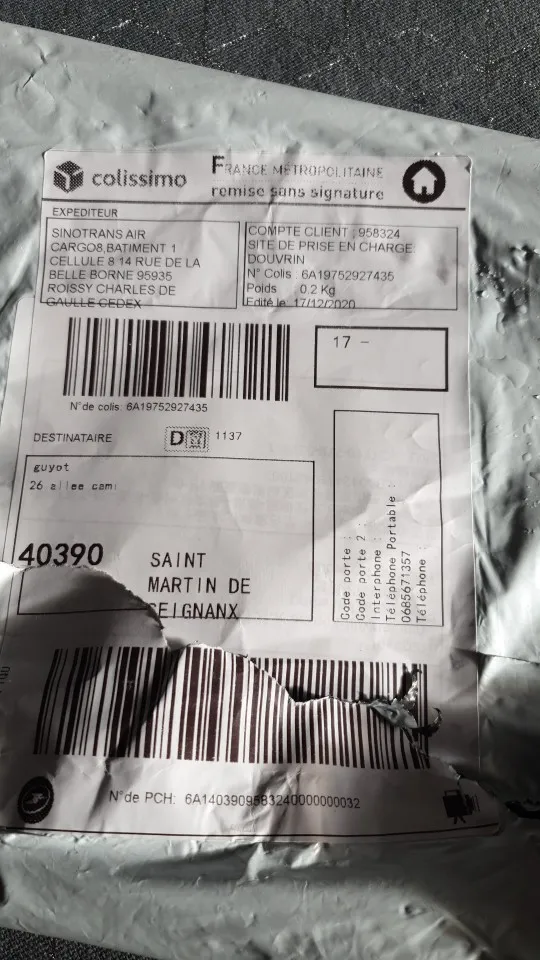 colissimo
FRANCE MÉTROPOLITAINE
remise sans signature
EXPEDITEUR
SINOTRANS AIR
CARGO8,BATIMENT 1
CELLULE 8 14 RUE DE LA
BELLE BORNE 95935
ROISSY CHARLES DE
GAULLE CEDEX
COMPTE CLIENT : 958324
SITE DE PRISE EN CHARGE:
DOUVRIN
N° Colis : 6A19752927435
Poids 0.2 Kg
Edité le: 17/12/2020
17 -
N°de colis: 6A19752927435
DESTINATAIRE
D 1137
guyot
26 allee cami
40390 SAINT
MARTIN DE
SEIGNANX
Code porte :
Code porte 2 :
Interphone :
Téléphone Portable :
0685671357
Téléphone :
N°de PCH: 6A1403909583240000000032